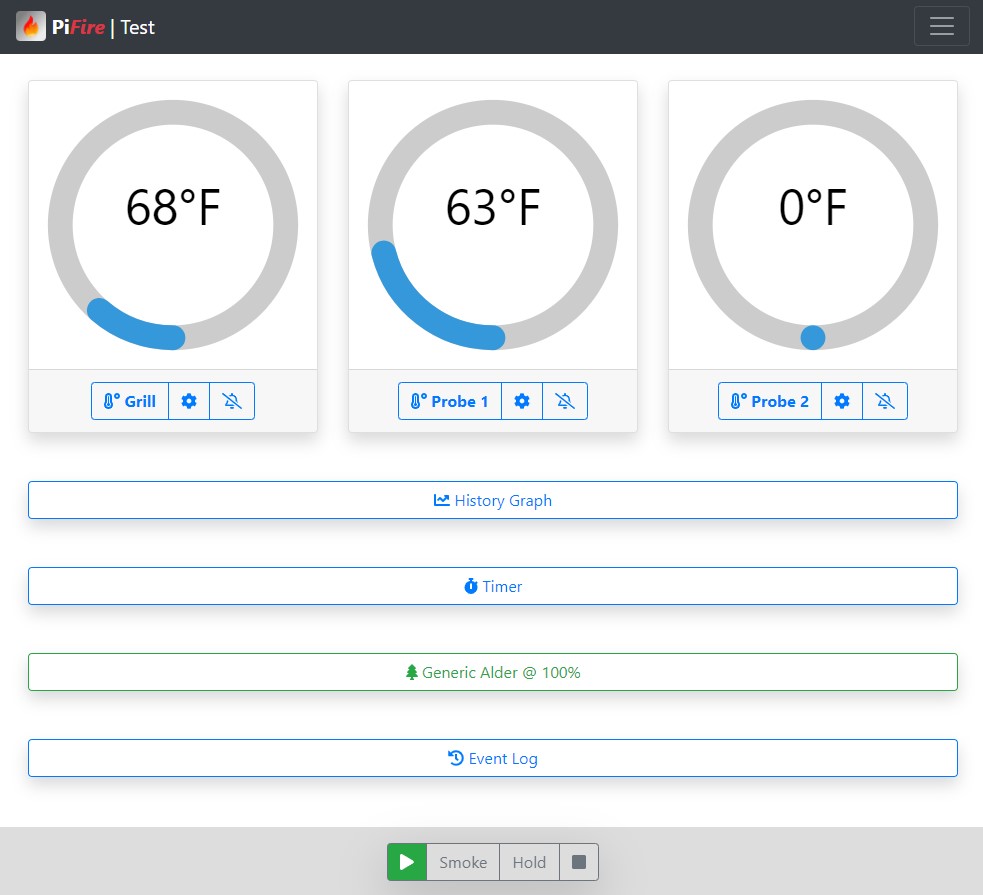 PiFire | Test
68°F
63°F
0°F
Grill
Probe 1
Probe 2
History Graph
Timer
Generic Alder @ 100%
Event Log
Smoke
Hold